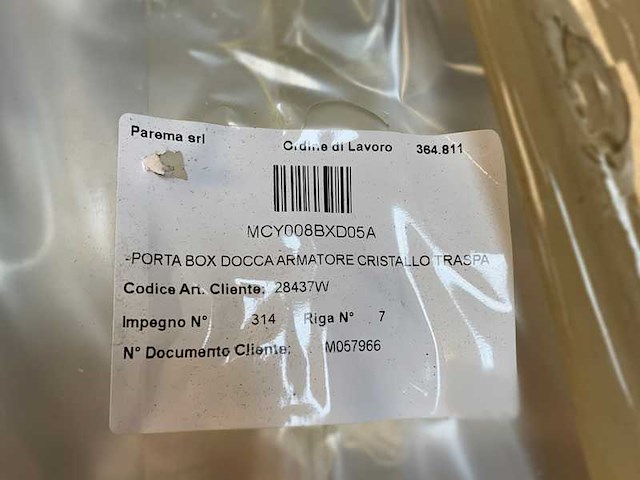 Parema srl
Ordine di Lavoro 364.811
MCY008BXD05A
-PORTA BOX DOCCA ARMATORE CRISTALLO TRASPA
Codice Art. Cliente: 28437W
Impegno N° 314 Riga N° 7
N° Documento Cliente: M057966